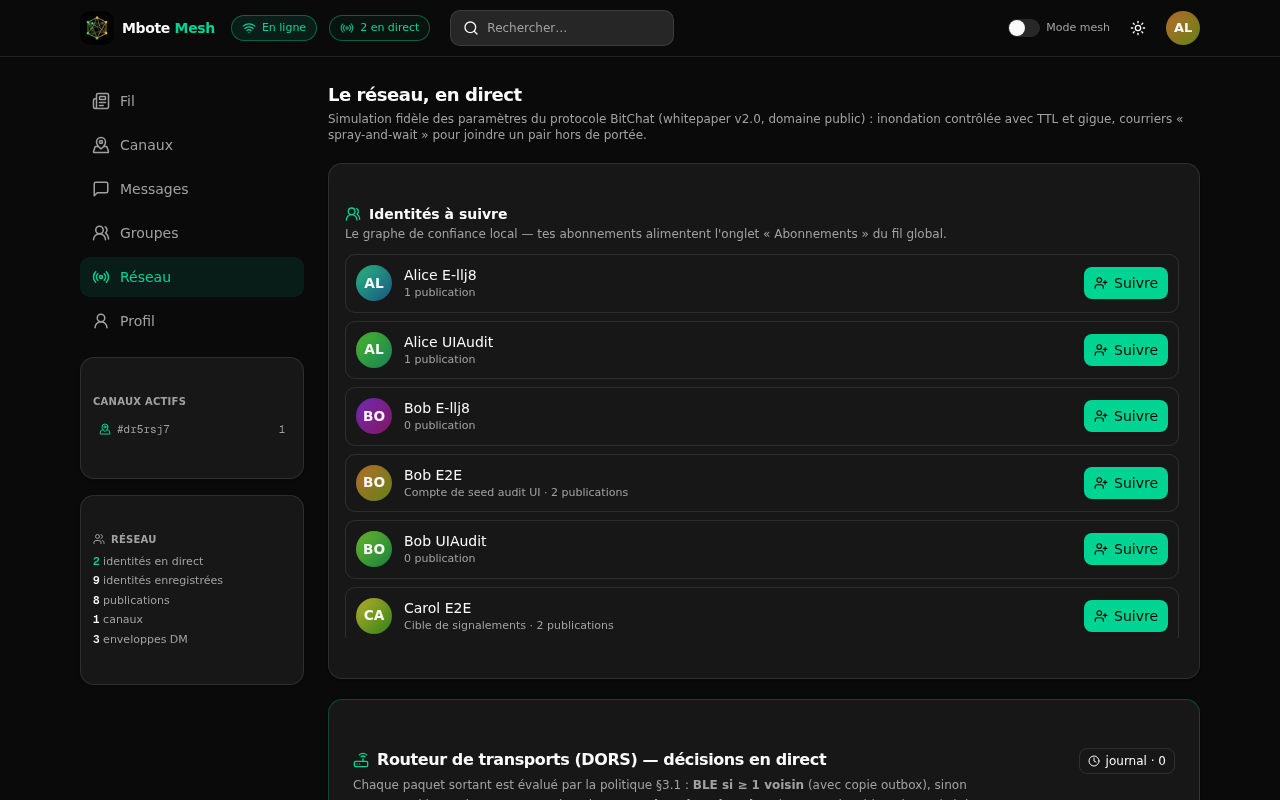 Mbote Mesh
En ligne
2 en direct
Rechercher…
Mode mesh
AL
Fil
Canaux
Messages
Groupes
Réseau
Profil
CANAUX ACTIFS
#dr5rsj7 1
RÉSEAU
2 identités en direct
9 identités enregistrées
8 publications
1 canaux
3 enveloppes DM
Le réseau, en direct
Simulation fidèle des paramètres du protocole BitChat (whitepaper v2.0, domaine public) : inondation contrôlée avec TTL et gigue, courriers «
spray-and-wait » pour joindre un pair hors de portée.
Identités à suivre
Le graphe de confiance local — tes abonnements alimentent l'onglet « Abonnements » du fil global.
AL
Alice E-llj8
1 publication
Suivre
AL
Alice UIAudit
1 publication
Suivre
BO
Bob E-llj8
0 publication
Suivre
BO
Bob E2E
Compte de seed audit UI · 2 publications
Suivre
BO
Bob UIAudit
0 publication
Suivre
CA
Carol E2E
Cible de signalements · 2 publications
Suivre
Routeur de transports (DORS) — décisions en direct
journal · 0
Chaque paquet sortant est évalué par la politique §3.1 : BLE si ≥ 1 voisin (avec copie outbox), sinon